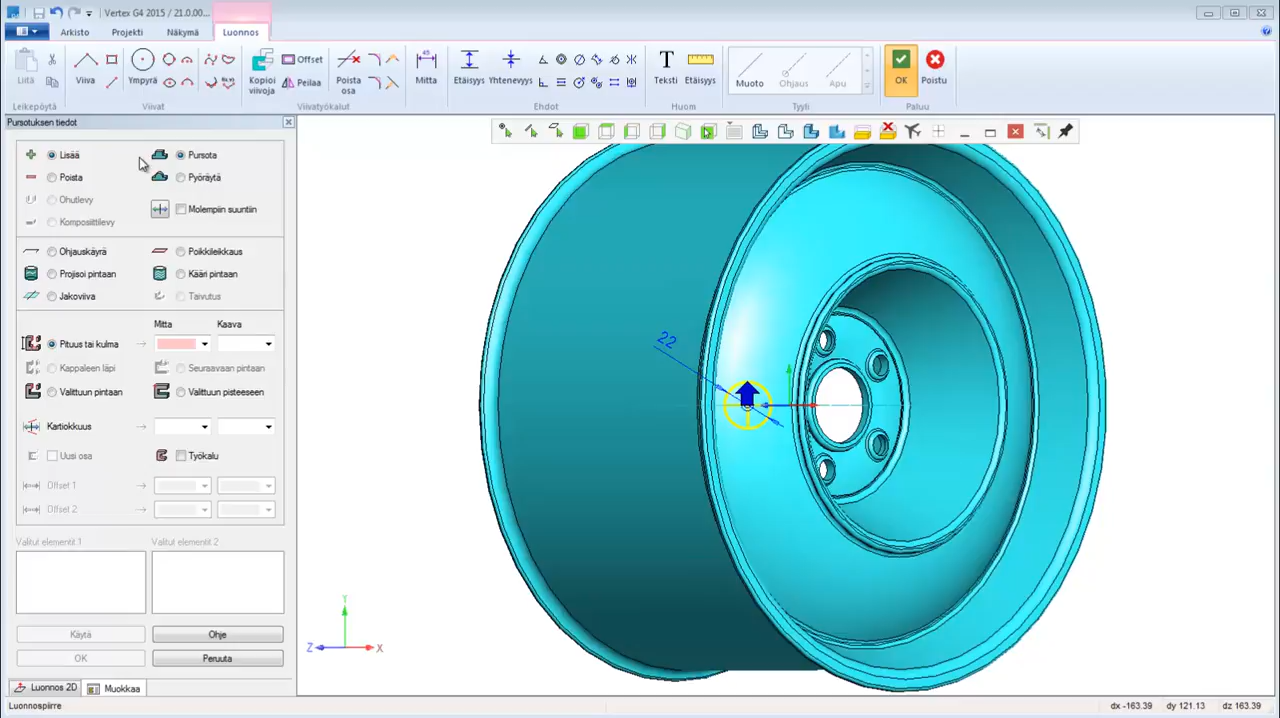 Vertex G4 2015 / 21.0.00...
Arkisto Projekti Näkymä Luonnos
Liitä Viiva Ympyrä Kopioi viivoja Offset Peilaa Poista osa Mitta Etäisyys Yhtenevyys Teksti Etäisyys Muoto Ohjaus Apu OK Poistu
Leikepöytä Viivat Viivatyökalut Ehdot Huom Tyyli Paluu
Pursotuksen tiedot
Lisää Pursota
Poista Pyöräytä
Ohutlevy
Molempiin suuntiin
Komposiittilevy
Ohjauskäyrä Poikkileikkaus
Projisoi pintaan Kääri pintaan
Jakoviiva Taivutus
Mitta Kaava
Pituus tai kulma
Kappaleen läpi Seuraavaan pintaan
Valittuun pintaan Valittuun pisteeseen
Kartiokkuus
Uusi osa Työkalu
Offset 1
Offset 2
Valitut elementit 1 Valitut elementit 2
Käytä Ohje
OK Peruuta
Luonnos 2D Muokkaa
Luonnospiirre
22
Y
Z X
dx -163.39 dy 121.13 dz 163.39